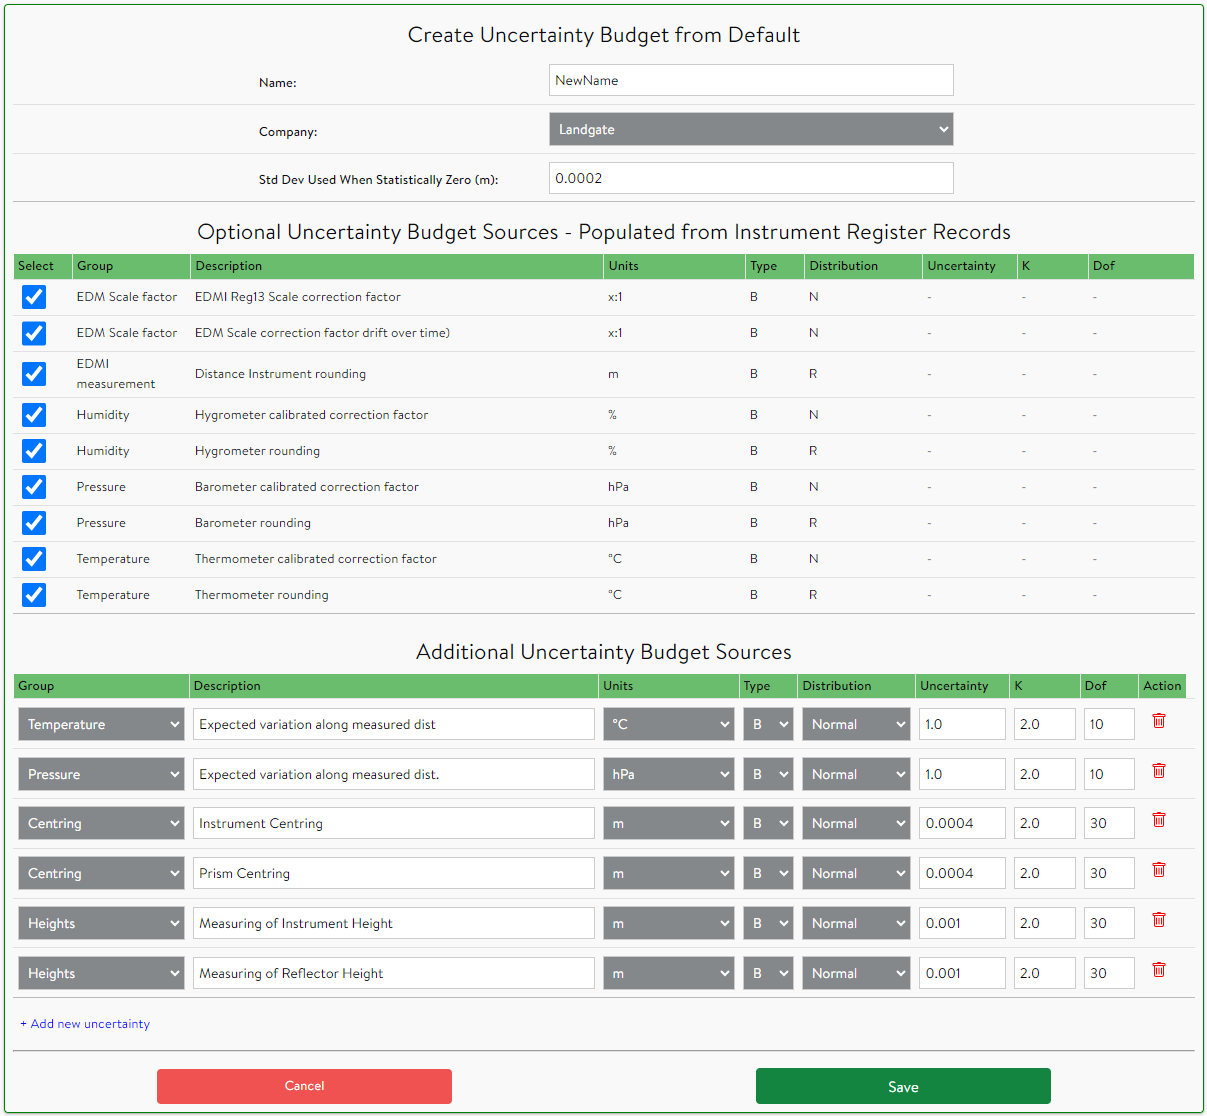 Create Uncertainty Budget from Default
Name: NewName
Company: Landgate
Std Dev Used When Statistically Zero (m): 0.0002
Optional Uncertainty Budget Sources - Populated from Instrument Register Records
Select Group Description Units Type Distribution Uncertainty K Dof
EDM Scale factor EDMI Reg13 Scale correction factor x:1 B N - - -
EDM Scale factor EDM Scale correction factor drift over time) x:1 B N - - -
EDMI
measurement Distance Instrument rounding m B R - - -
Humidity Hygrometer calibrated correction factor % B N - - -
Humidity Hygrometer rounding % B R - - -
Pressure Barometer calibrated correction factor hPa B N - - -
Pressure Barometer rounding hPa B R - - -
Temperature Thermometer calibrated correction factor °C B N - - -
Temperature Thermometer rounding °C B R - - -
Additional Uncertainty Budget Sources
Group Description Units Type Distribution Uncertainty K Dof Action
Temperature Expected variation along measured dist °C B Normal 1.0 2.0 10
Pressure Expected variation along measured dist. hPa B Normal 1.0 2.0 10
Centring Instrument Centring m B Normal 0.0004 2.0 30
Centring Prism Centring m B Normal 0.0004 2.0 30
Heights Measuring of Instrument Height m B Normal 0.001 2.0 30
Heights Measuring of Reflector Height m B Normal 0.001 2.0 30
+ Add new uncertainty
Cancel Save